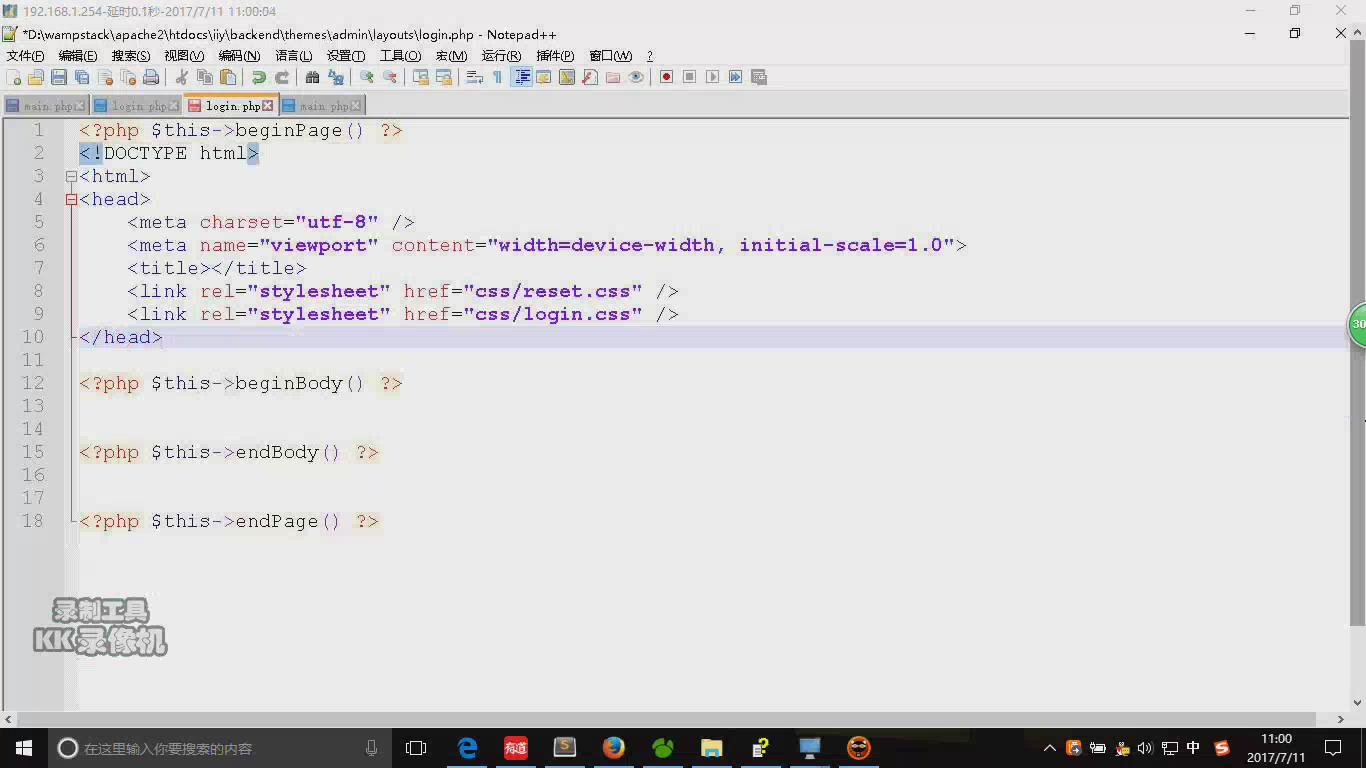 192.168.1.254-延时0.1秒-2017/7/11 11:00:04
*D:\wampstack\apache2\htdocs\iiy\backend\themes\admin\layouts\login.php - Notepad++
文件(F) 编辑(E) 搜索(S) 视图(V) 编码(N) 语言(L) 设置(T) 工具(O) 宏(M) 运行(R) 插件(P) 窗口(W) ?
main.php login.php login.php main.php
1 <?php $this->beginPage() ?>
2 <!DOCTYPE html>
3 <html>
4 <head>
5 <meta charset="utf-8" />
6 <meta name="viewport" content="width=device-width, initial-scale=1.0">
7 <title></title>
8 <link rel="stylesheet" href="css/reset.css" />
9 <link rel="stylesheet" href="css/login.css" />
10 </head>
11
12 <?php $this->beginBody() ?>
13
14
15 <?php $this->endBody() ?>
16
17
18 <?php $this->endPage() ?>
30
录制工具
KK录像机
在这里输入你要搜索的内容
有道
中
11:00
2017/7/11